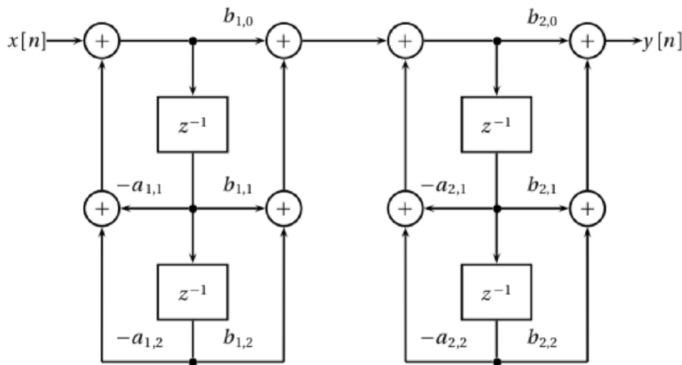 b₁,₀ b₂,₀
x[n] + + + + y[n]
z⁻¹ z⁻¹
−a₁,₁ b₁,₁ −a₂,₁ b₂,₁
+ + + +
z⁻¹ z⁻¹
−a₁,₂ b₁,₂ −a₂,₂ b₂,₂